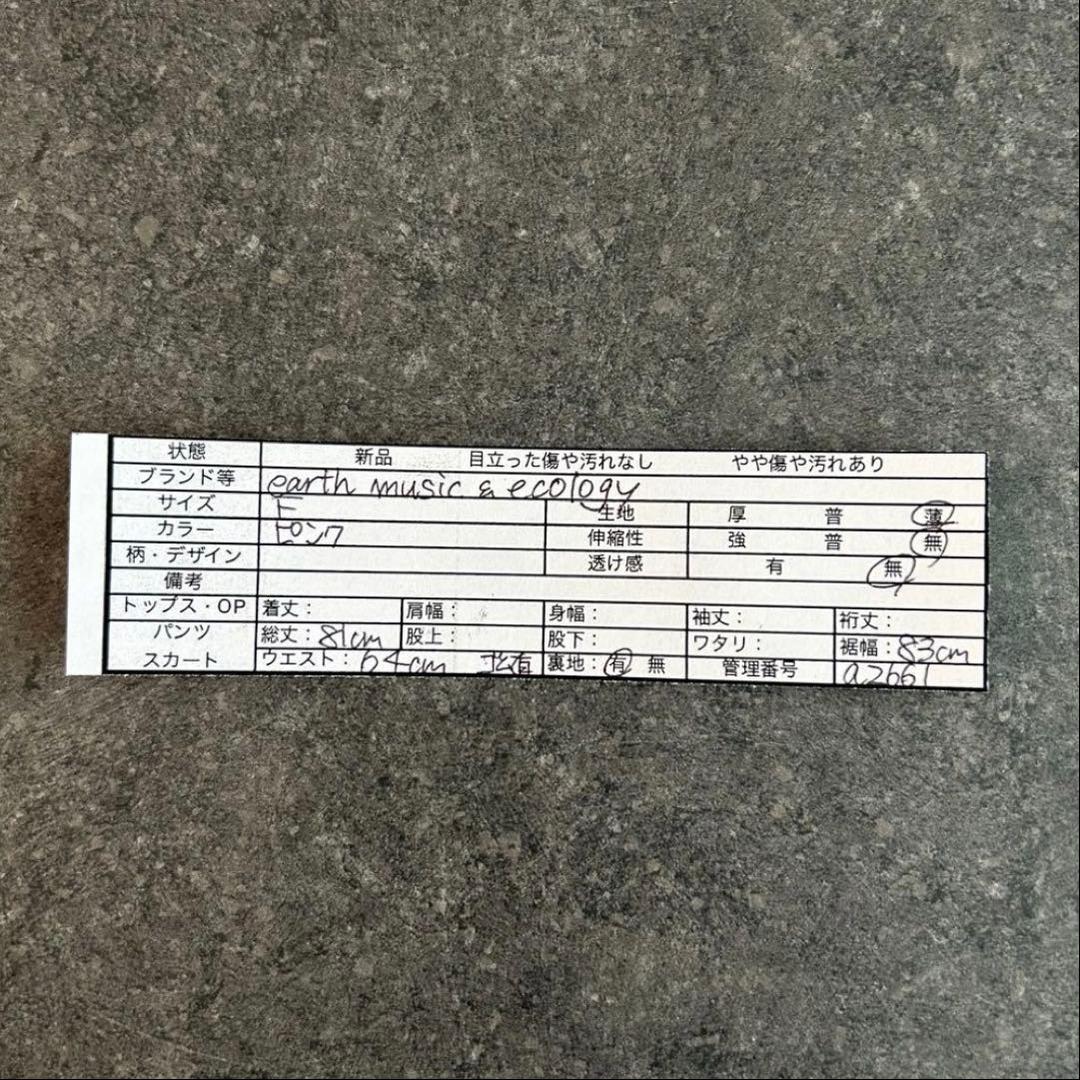 状態 新品 目立った傷や汚れなし やや傷や汚れあり
ブランド等 earth music & ecology
サイズ F 生地 厚 普 薄
カラー ピンク 伸縮性 強 普 無
柄・デザイン 透け感 有 無
備考
トップス・OP 着丈： 肩幅： 身幅： 袖丈： 裄丈：
パンツ 総丈：81cm 股上： 股下： ワタリ： 裾幅：83cm
スカート ウエスト：64cm 裏地：有 無 管理番号 a2661